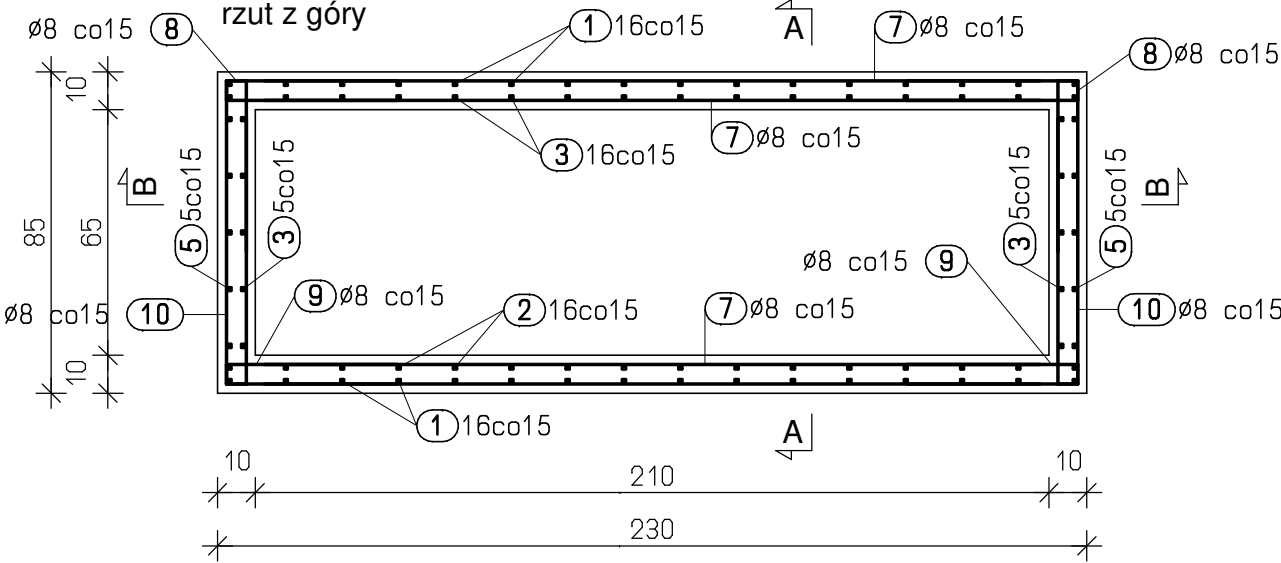 rzut z góry
ø8 co15 8
1 16co15
A
7 ø8 co15
8 ø8 co15
10
7 ø8 co15
3 16co15
B
5 5co15
3 5co15
3 5co15
5 5co15
B
85
65
ø8 co15 9
9 ø8 co15
2 16co15
7 ø8 co15
ø8 co15 10
10 ø8 co15
10
1 16co15
A
10
210
10
230